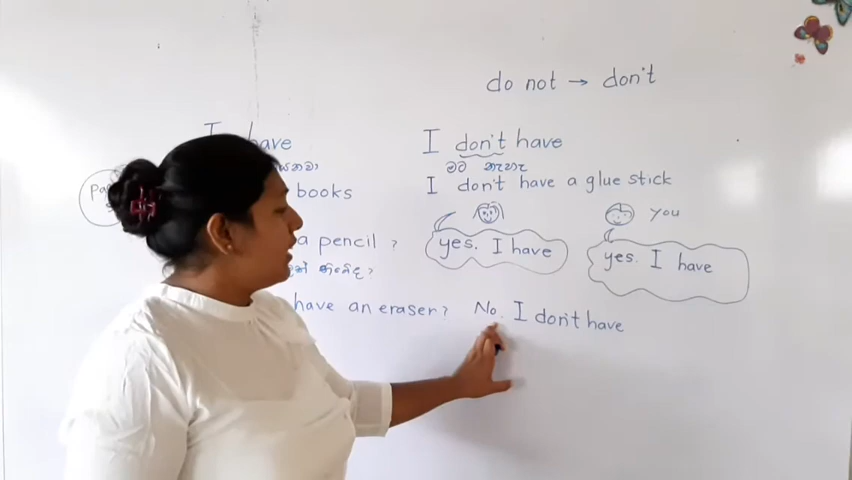 do not → don't
I have
I don't have
මට නැහැ
books
I don't have a glue stick
you
a pencil ?
yes. I have
yes. I have
have an eraser?
No. I don't have